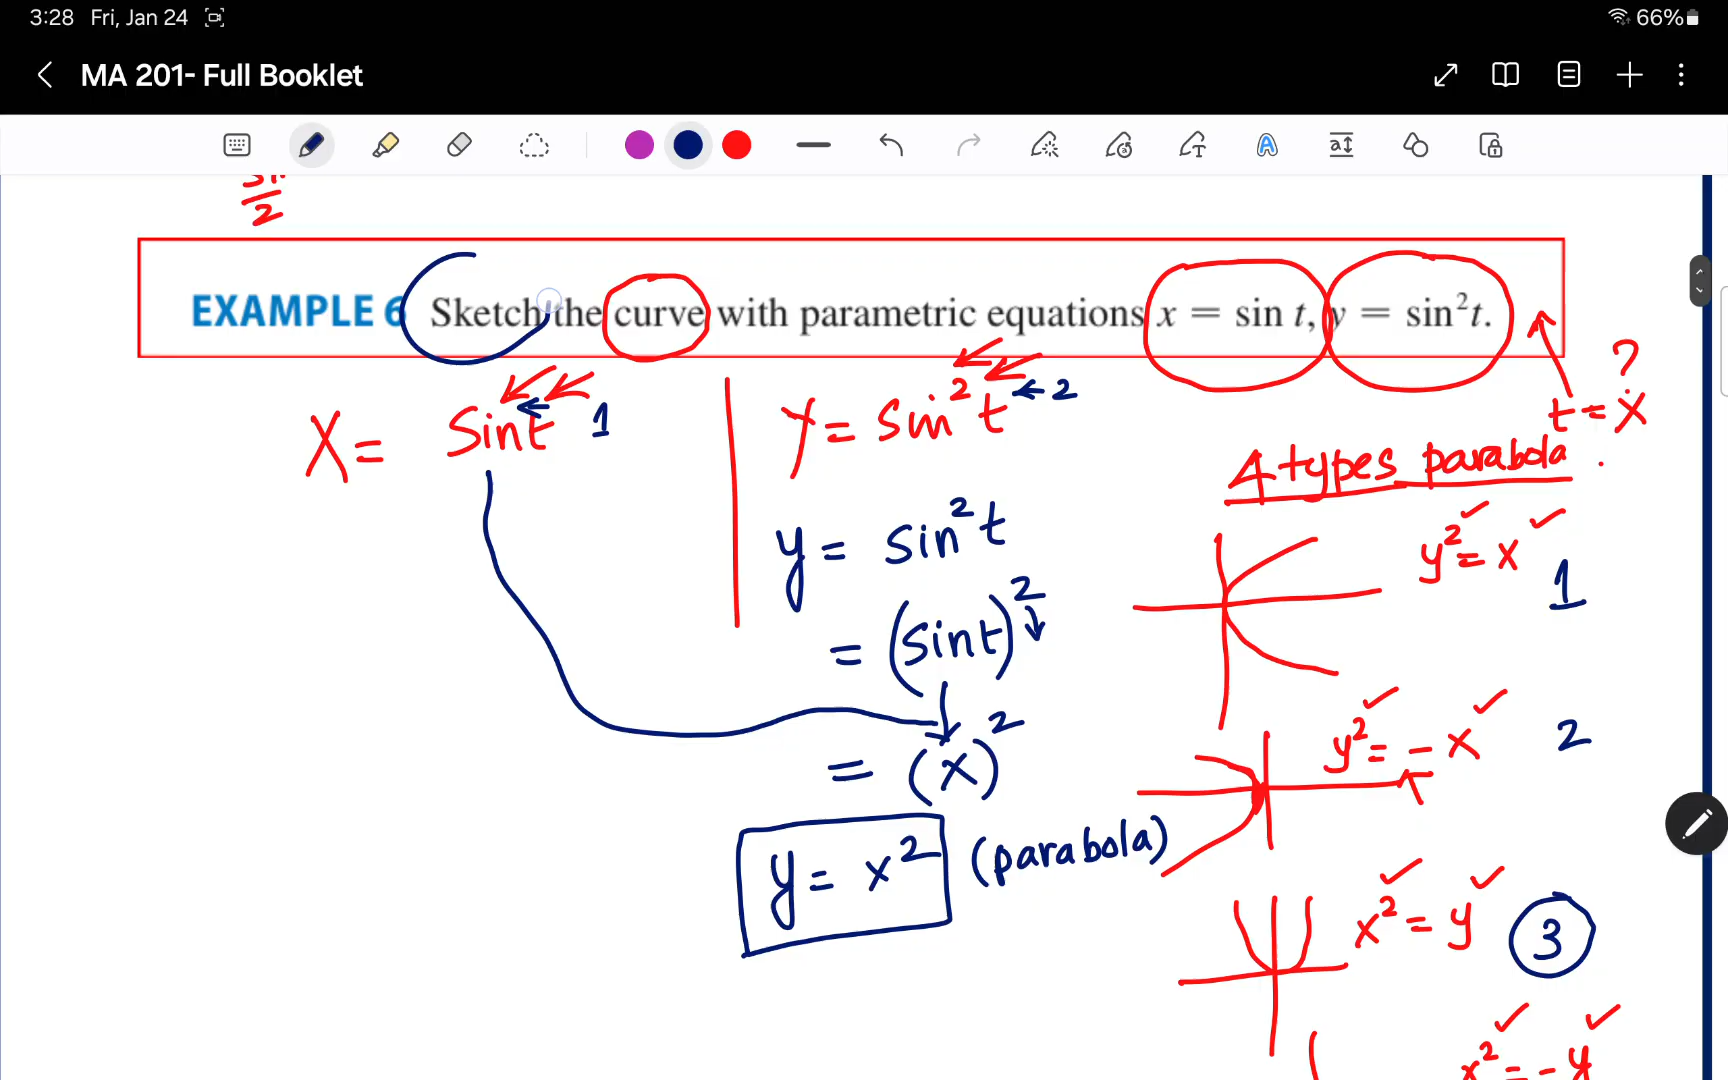 3:28 Fri, Jan 24 66%
MA 201- Full Booklet
2
EXAMPLE 6 Sketch the curve with parametric equations x = sin t, y = sin²t.
X = Sint 1
Y = sin² t 2
?
t = x
4 types parabola.
y = sin² t
y² = x 1
= (sint)²
y² = - x 2
= (x)²
y = x² (parabola)
x² = y 3
x² = - y